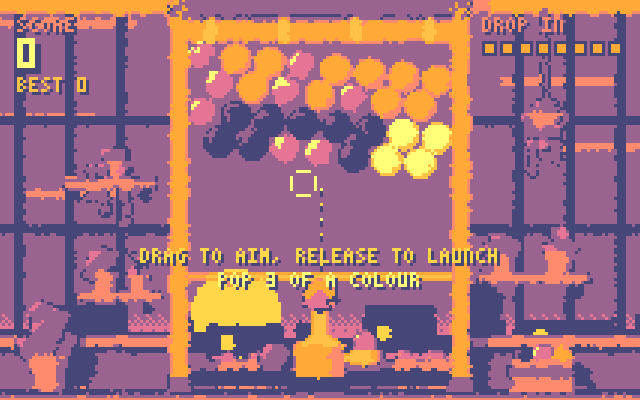 SCORE
0
BEST 0
DROP IN
DRAG TO AIM, RELEASE TO LAUNCH
POP 3 OF A COLOUR